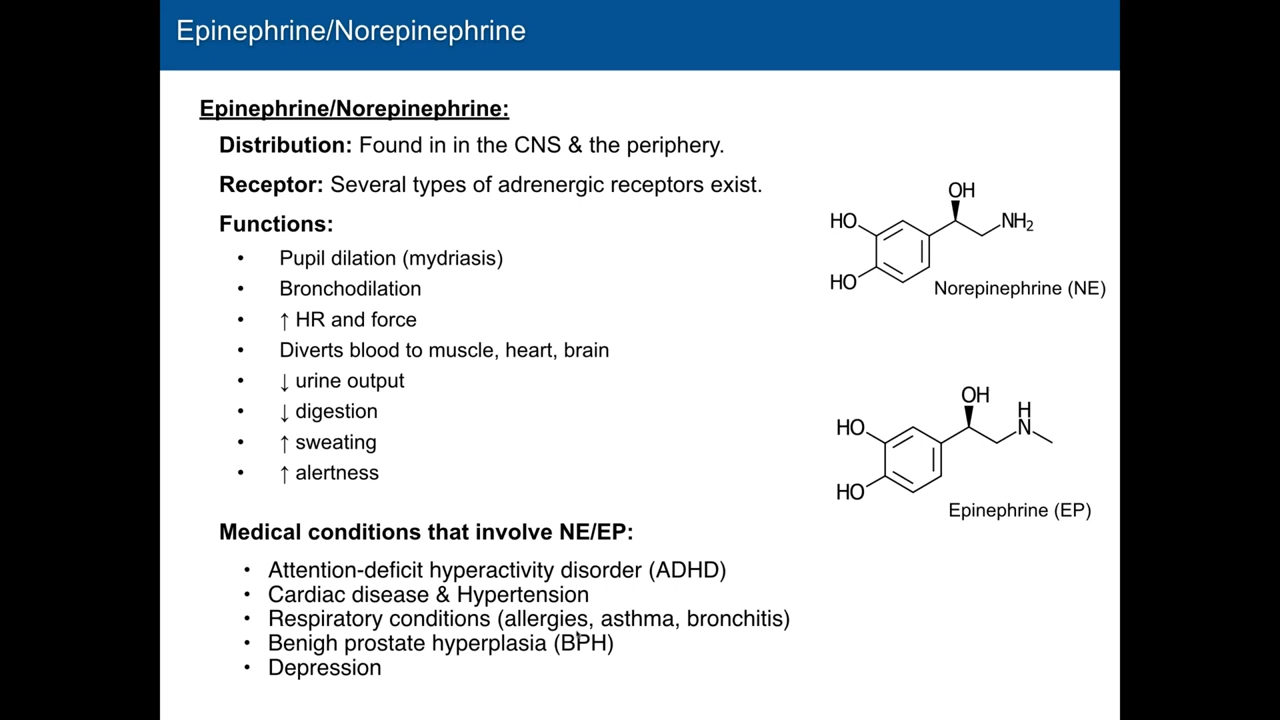 Epinephrine/Norepinephrine
Epinephrine/Norepinephrine:
Distribution: Found in in the CNS & the periphery.
Receptor: Several types of adrenergic receptors exist.
Functions:
• Pupil dilation (mydriasis)
• Bronchodilation
• ↑ HR and force
• Diverts blood to muscle, heart, brain
• ↓ urine output
• ↓ digestion
• ↑ sweating
• ↑ alertness
Medical conditions that involve NE/EP:
• Attention-deficit hyperactivity disorder (ADHD)
• Cardiac disease & Hypertension
• Respiratory conditions (allergies, asthma, bronchitis)
• Benigh prostate hyperplasia (BPH)
• Depression
OH
HO
NH2
HO
Norepinephrine (NE)
OH
H
HO
N
HO
Epinephrine (EP)